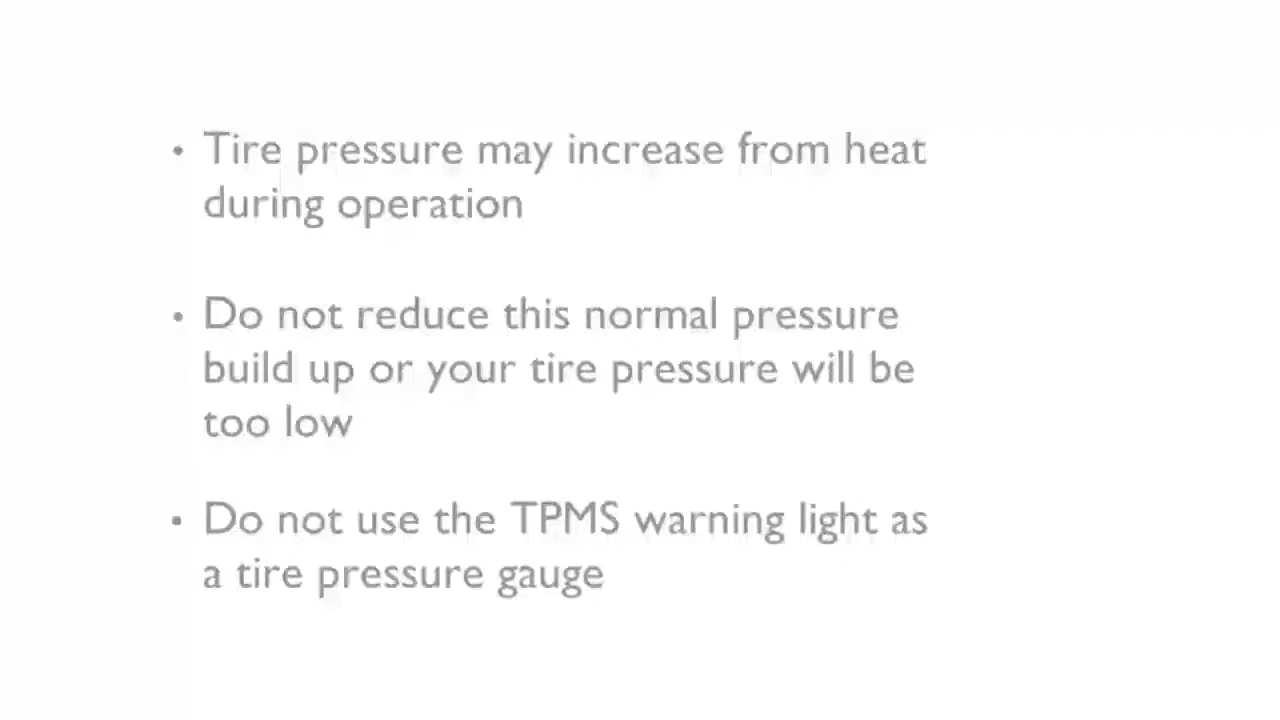 • Tire pressure may increase from heat
during operation
• Do not reduce this normal pressure
build up or your tire pressure will be
too low
• Do not use the TPMS warning light as
a tire pressure gauge